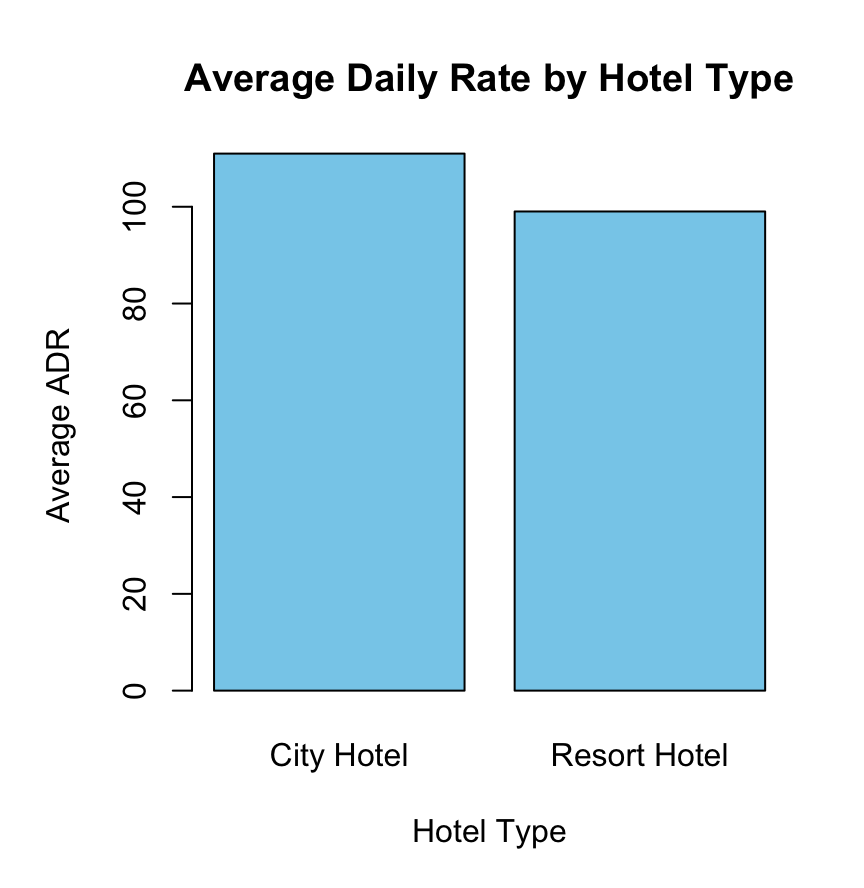 Average Daily Rate by Hotel Type
Average ADR
100
80
60
40
20
0
City Hotel
Resort Hotel
Hotel Type